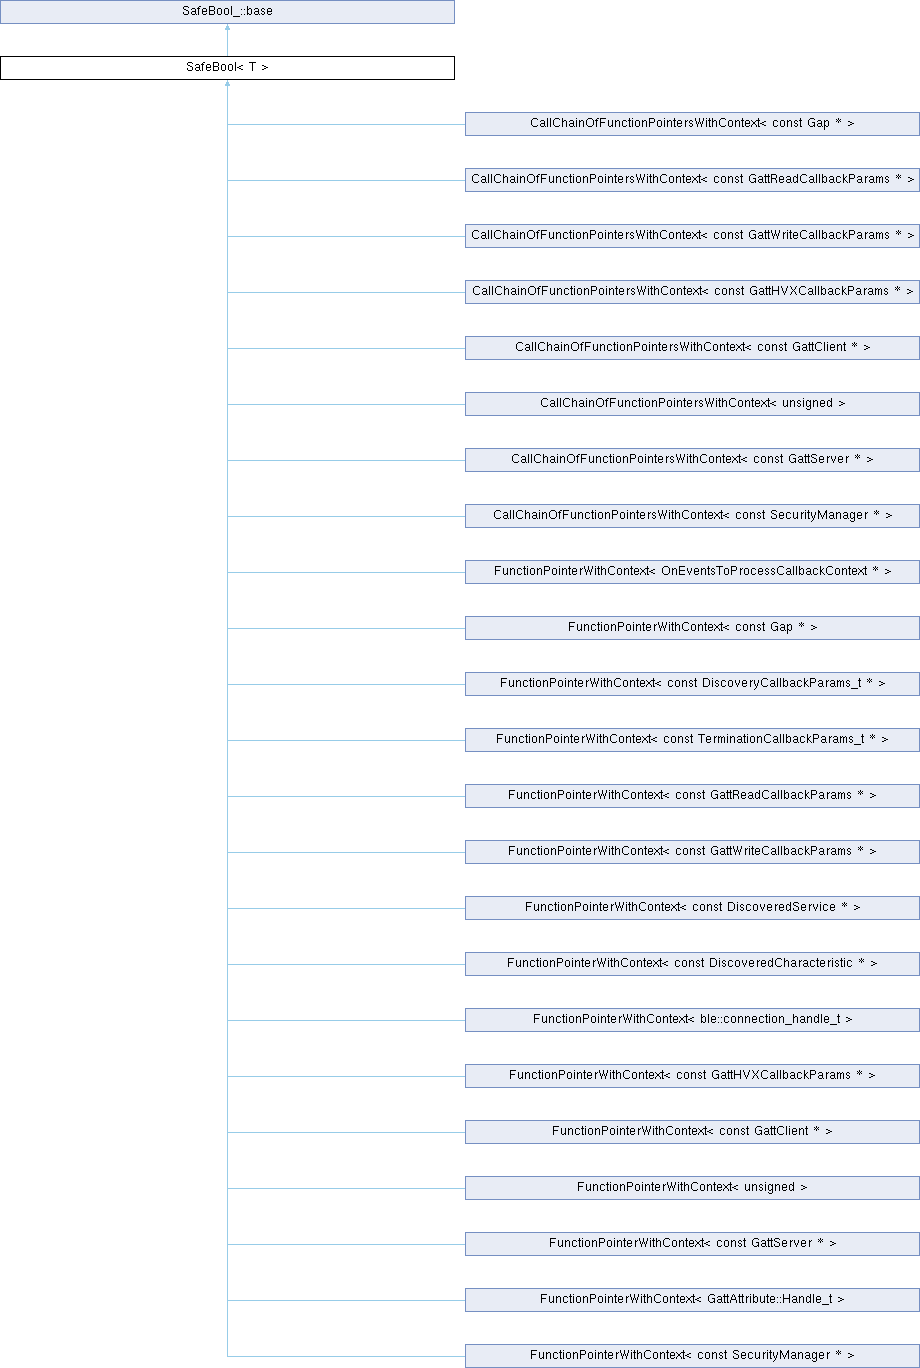 SafeBool_::base
SafeBool< T >
CallChainOfFunctionPointersWithContext< const Gap * >
CallChainOfFunctionPointersWithContext< const GattReadCallbackParams * >
CallChainOfFunctionPointersWithContext< const GattWriteCallbackParams * >
CallChainOfFunctionPointersWithContext< const GattHVXCallbackParams * >
CallChainOfFunctionPointersWithContext< const GattClient * >
CallChainOfFunctionPointersWithContext< unsigned >
CallChainOfFunctionPointersWithContext< const GattServer * >
CallChainOfFunctionPointersWithContext< const SecurityManager * >
FunctionPointerWithContext< OnEventsToProcessCallbackContext * >
FunctionPointerWithContext< const Gap * >
FunctionPointerWithContext< const DiscoveryCallbackParams_t * >
FunctionPointerWithContext< const TerminationCallbackParams_t * >
FunctionPointerWithContext< const GattReadCallbackParams * >
FunctionPointerWithContext< const GattWriteCallbackParams * >
FunctionPointerWithContext< const DiscoveredService * >
FunctionPointerWithContext< const DiscoveredCharacteristic * >
FunctionPointerWithContext< ble::connection_handle_t >
FunctionPointerWithContext< const GattHVXCallbackParams * >
FunctionPointerWithContext< const GattClient * >
FunctionPointerWithContext< unsigned >
FunctionPointerWithContext< const GattServer * >
FunctionPointerWithContext< GattAttribute::Handle_t >
FunctionPointerWithContext< const SecurityManager * >